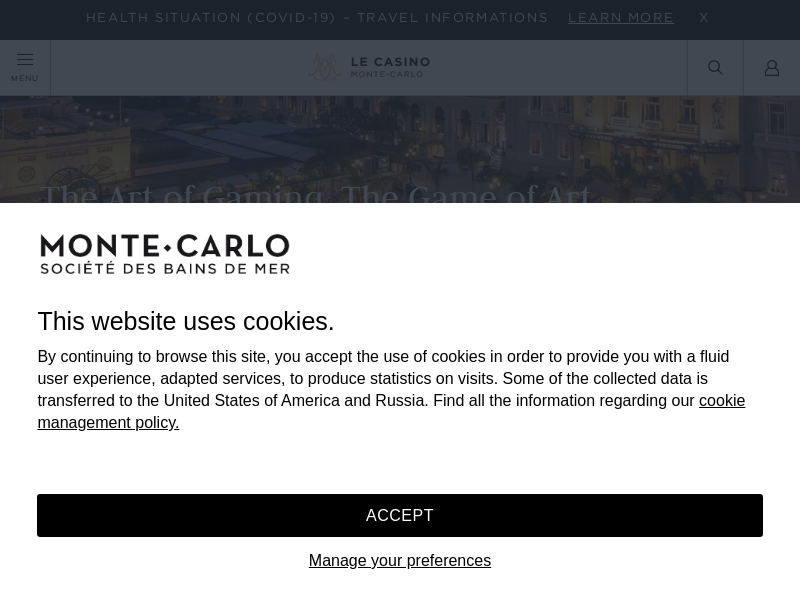 HEALTH SITUATION (COVID-19) – TRAVEL INFORMATIONS LEARN MORE X
MENU
LE CASINO
MONTE-CARLO
The Art of Gaming, The Game of Art
MONTE·CARLO
SOCIÉTÉ DES BAINS DE MER
This website uses cookies.
By continuing to browse this site, you accept the use of cookies in order to provide you with a fluid
user experience, adapted services, to produce statistics on visits. Some of the collected data is
transferred to the United States of America and Russia. Find all the information regarding our cookie
management policy.
ACCEPT
Manage your preferences